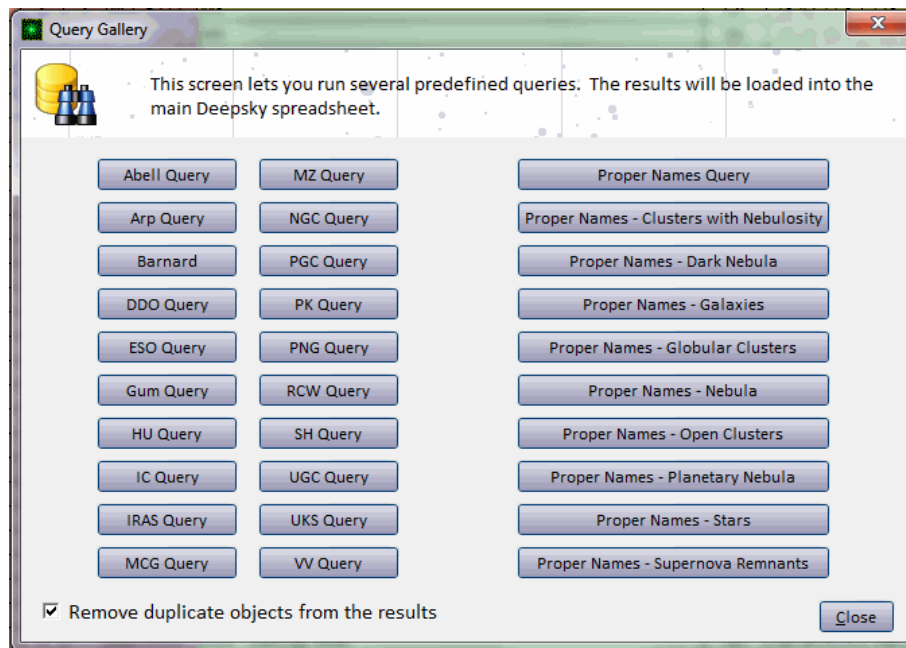 Query Gallery
This screen lets you run several predefined queries.  The results will be loaded into the
main Deepsky spreadsheet.
Abell Query
MZ Query
Proper Names Query
Arp Query
NGC Query
Proper Names - Clusters with Nebulosity
Barnard
PGC Query
Proper Names - Dark Nebula
DDO Query
PK Query
Proper Names - Galaxies
ESO Query
PNG Query
Proper Names - Globular Clusters
Gum Query
RCW Query
Proper Names - Nebula
HU Query
SH Query
Proper Names - Open Clusters
IC Query
UGC Query
Proper Names - Planetary Nebula
IRAS Query
UKS Query
Proper Names - Stars
MCG Query
VV Query
Proper Names - Supernova Remnants
Remove duplicate objects from the results
Close